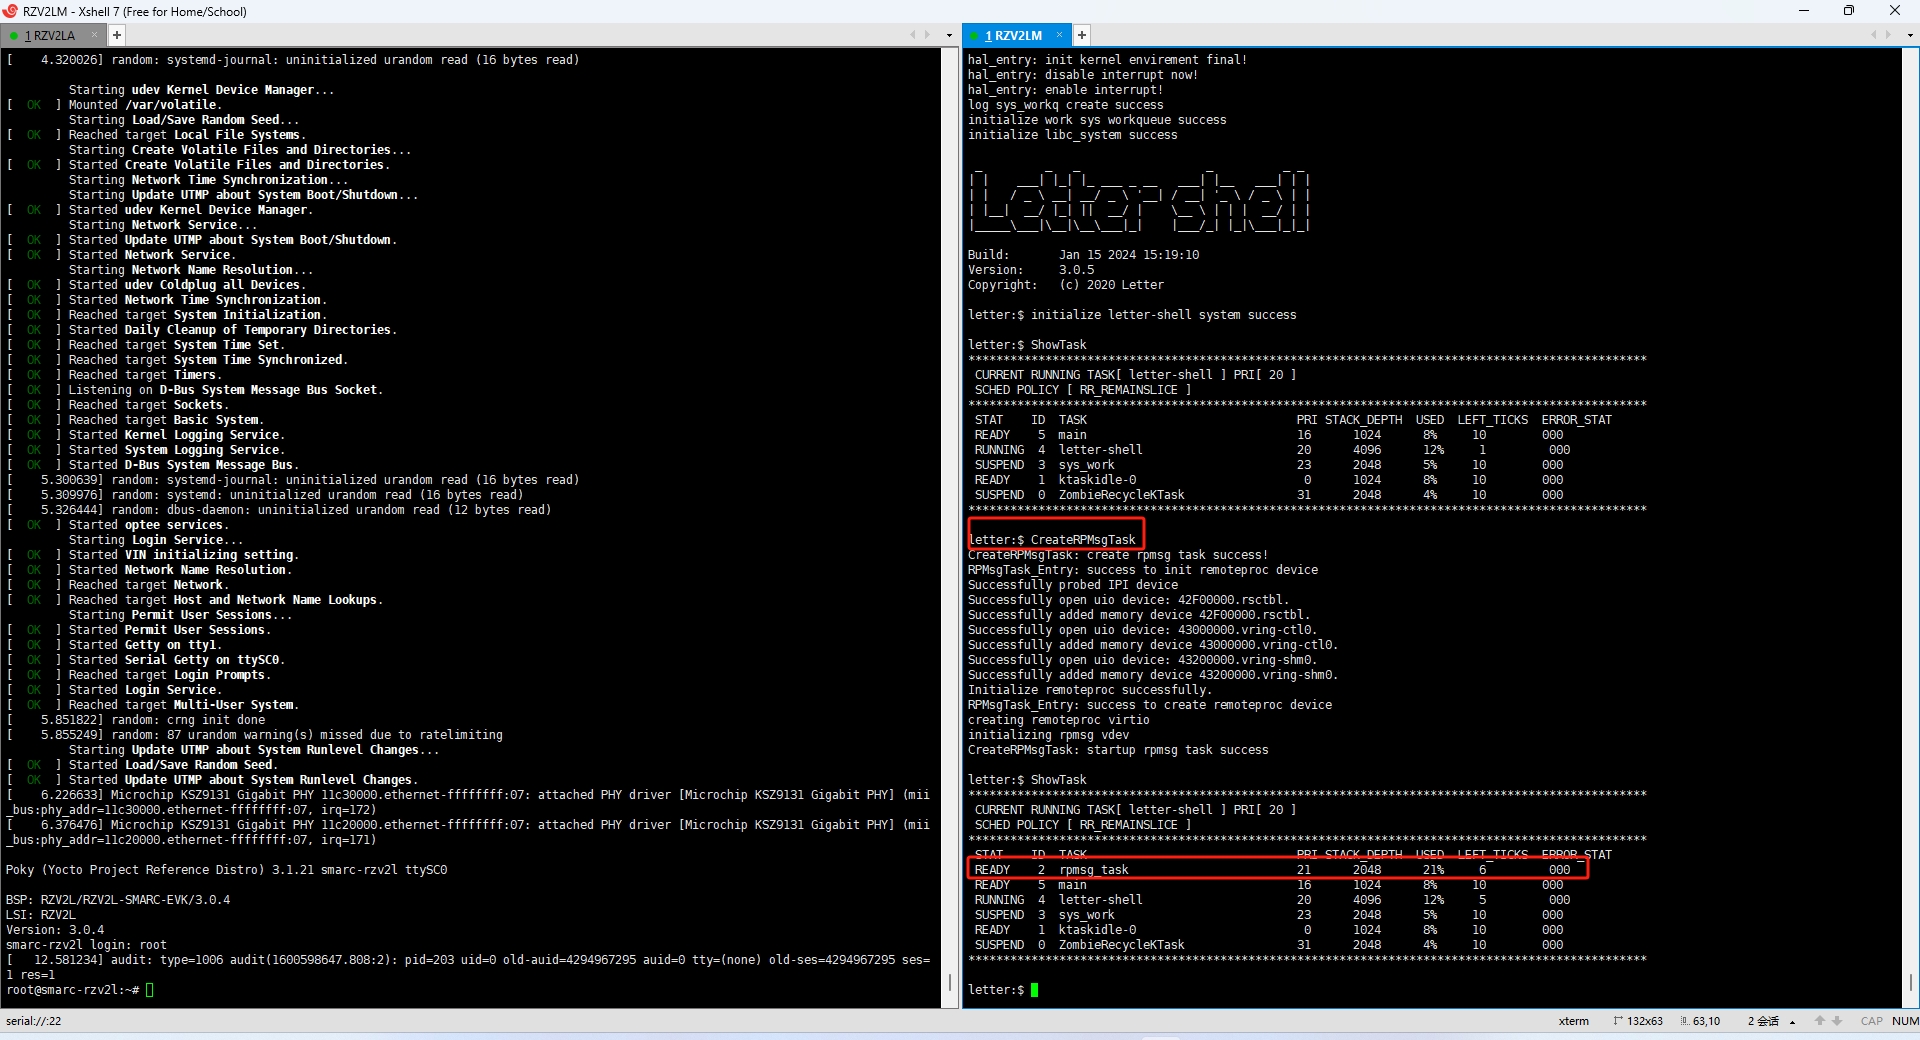 RZV2LM - Xshell 7 (Free for Home/School)
1 RZV2LA
[    4.320026] random: systemd-journal: uninitialized urandom read (16 bytes read)
Starting udev Kernel Device Manager...
[  OK  ] Mounted /var/volatile.
Starting Load/Save Random Seed...
[  OK  ] Reached target Local File Systems.
Starting Create Volatile Files and Directories...
[  OK  ] Started Create Volatile Files and Directories.
Starting Network Time Synchronization...
Starting Update UTMP about System Boot/Shutdown...
[  OK  ] Started udev Kernel Device Manager.
Starting Network Service...
[  OK  ] Started Update UTMP about System Boot/Shutdown.
[  OK  ] Started Network Service.
Starting Network Name Resolution...
[  OK  ] Started udev Coldplug all Devices.
[  OK  ] Started Network Time Synchronization.
[  OK  ] Reached target System Initialization.
[  OK  ] Started Daily Cleanup of Temporary Directories.
[  OK  ] Reached target System Time Set.
[  OK  ] Reached target System Time Synchronized.
[  OK  ] Reached target Timers.
[  OK  ] Listening on D-Bus System Message Bus Socket.
[  OK  ] Reached target Sockets.
[  OK  ] Reached target Basic System.
[  OK  ] Started Kernel Logging Service.
[  OK  ] Started System Logging Service.
[  OK  ] Started D-Bus System Message Bus.
[    5.300639] random: systemd-journal: uninitialized urandom read (16 bytes read)
[    5.309976] random: systemd: uninitialized urandom read (16 bytes read)
[    5.326444] random: dbus-daemon: uninitialized urandom read (12 bytes read)
[  OK  ] Started optee services.
Starting Login Service...
[  OK  ] Started VIN initializing setting.
[  OK  ] Started Network Name Resolution.
[  OK  ] Reached target Network.
[  OK  ] Reached target Host and Network Name Lookups.
Starting Permit User Sessions...
[  OK  ] Started Permit User Sessions.
[  OK  ] Started Getty on tty1.
[  OK  ] Started Serial Getty on ttySC0.
[  OK  ] Reached target Login Prompts.
[  OK  ] Started Login Service.
[  OK  ] Reached target Multi-User System.
[    5.851822] random: crng init done
[    5.855249] random: 87 urandom warning(s) missed due to ratelimiting
Starting Update UTMP about System Runlevel Changes...
[  OK  ] Started Load/Save Random Seed.
[  OK  ] Started Update UTMP about System Runlevel Changes.
[    6.226633] Microchip KSZ9131 Gigabit PHY 11c30000.ethernet-ffffffff:07: attached PHY driver [Microchip KSZ9131 Gigabit PHY] (mii
_bus:phy_addr=11c30000.ethernet-ffffffff:07, irq=172)
[    6.376476] Microchip KSZ9131 Gigabit PHY 11c20000.ethernet-ffffffff:07: attached PHY driver [Microchip KSZ9131 Gigabit PHY] (mii
_bus:phy_addr=11c20000.ethernet-ffffffff:07, irq=171)
Poky (Yocto Project Reference Distro) 3.1.21 smarc-rzv2l ttySC0
BSP: RZV2L/RZV2L-SMARC-EVK/3.0.4
LSI: RZV2L
Version: 3.0.4
smarc-rzv2l login: root
[   12.581234] audit: type=1006 audit(1600598647.808:2): pid=203 uid=0 old-auid=4294967295 auid=0 tty=(none) old-ses=4294967295 ses=
1 res=1
root@smarc-rzv2l:~#
1 RZV2LM
hal_entry: init kernel envirement final!
hal_entry: disable interrupt now!
hal_entry: enable interrupt!
log sys_workq create success
initialize work sys workqueue success
initialize libc_system success
Letter shell
Build:       Jan 15 2024 15:19:10
Version:     3.0.5
Copyright:   (c) 2020 Letter
letter:$ initialize letter-shell system success
letter:$ ShowTask
*************************************************************************************************
CURRENT RUNNING TASK[ letter-shell ] PRI[ 20 ]
SCHED POLICY [ RR_REMAINSLICE ]
*************************************************************************************************
STAT    ID  TASK                              PRI STACK_DEPTH  USED  LEFT_TICKS  ERROR_STAT
READY   5  main                              16      1024      8%     10        000
RUNNING  4  letter-shell                      20      4096      12%     1         000
SUSPEND  3  sys_work                          23      2048      5%     10        000
READY    1  ktaskidle-0                       0      1024      8%     10        000
SUSPEND  0  ZombieRecycleKTask                31      2048      4%     10        000
*************************************************************************************************
letter:$ CreateRPMsgTask
CreateRPMsgTask: create rpmsg task success!
RPMsgTask_Entry: success to init remoteproc device
Successfully probed IPI device
Successfully open uio device: 42F00000.rsctbl.
Successfully added memory device 42F00000.rsctbl.
Successfully open uio device: 43000000.vring-ctl0.
Successfully added memory device 43000000.vring-ctl0.
Successfully open uio device: 43200000.vring-shm0.
Successfully added memory device 43200000.vring-shm0.
Initialize remoteproc successfully.
RPMsgTask_Entry: success to create remoteproc device
creating remoteproc virtio
initializing rpmsg vdev
CreateRPMsgTask: startup rpmsg task success
letter:$ ShowTask
*************************************************************************************************
CURRENT RUNNING TASK[ letter-shell ] PRI[ 20 ]
SCHED POLICY [ RR_REMAINSLICE ]
*************************************************************************************************
STAT    ID  TASK                              PRI STACK_DEPTH  USED  LEFT_TICKS  ERROR_STAT
READY    2  rpmsg_task                        21      2048      21%     6         000
READY    5  main                              16      1024      8%     10        000
RUNNING  4  letter-shell                      20      4096      12%     5         000
SUSPEND  3  sys_work                          23      2048      5%     10        000
READY    1  ktaskidle-0                       0      1024      8%     10        000
SUSPEND  0  ZombieRecycleKTask                31      2048      4%     10        000
*************************************************************************************************
letter:$
serial://:22
xterm
132x63
63,10
2 会话
CAP
NUM